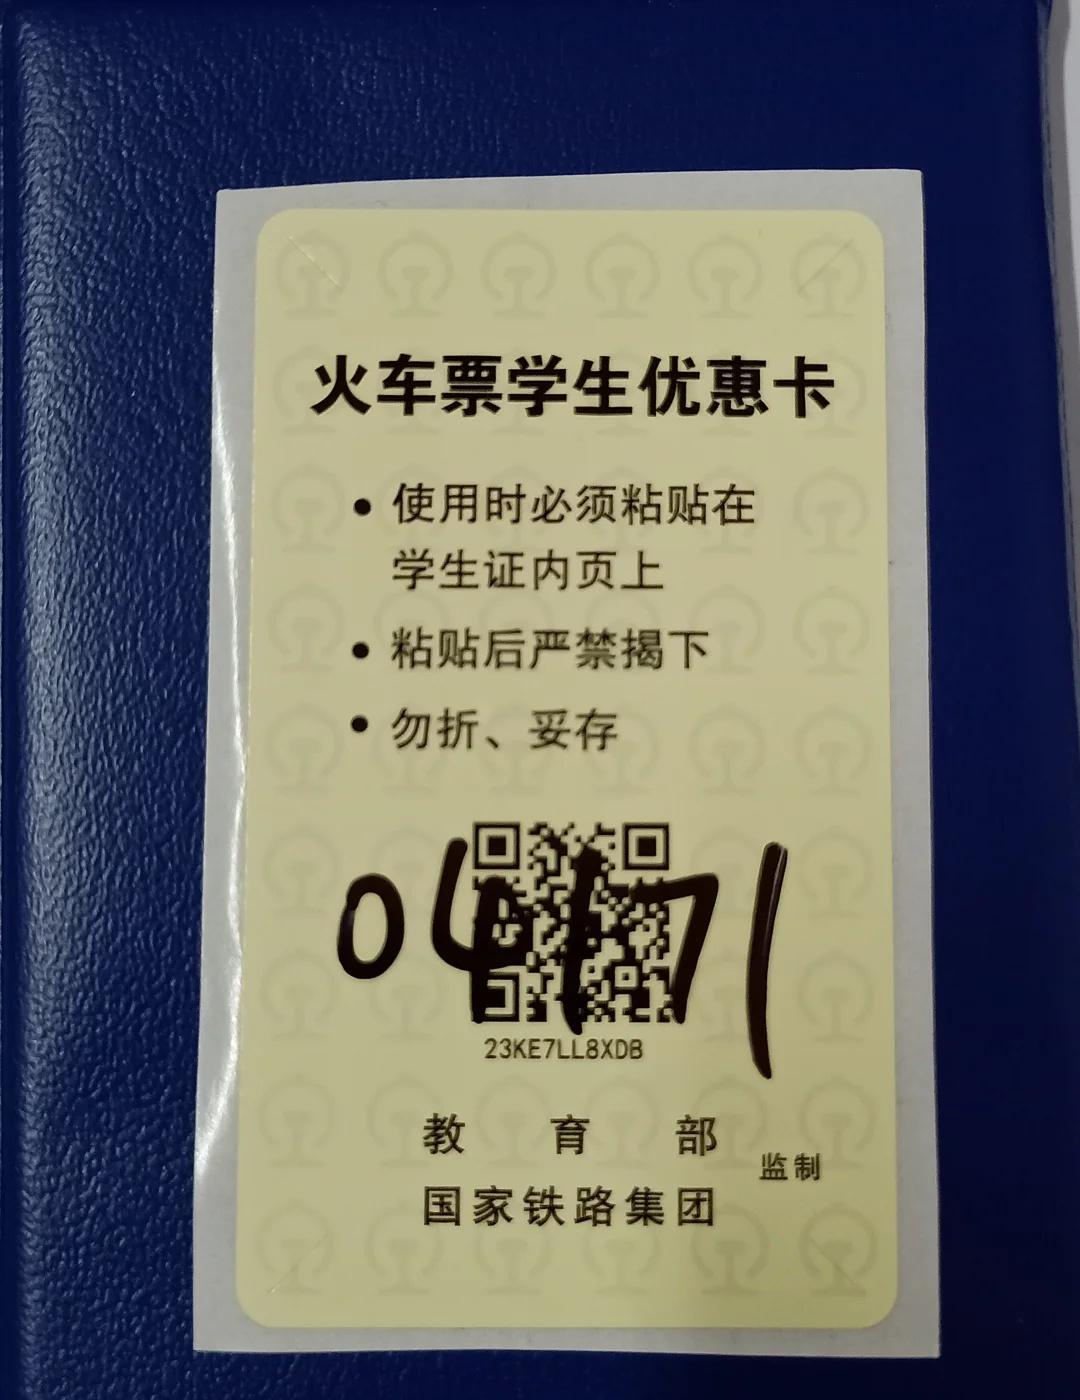 火车票学生优惠卡
• 使用时必须粘贴在
学生证内页上
• 粘贴后严禁揭下
• 勿折、妥存
04171
23KE7LL8XDB
教育部
监制
国家铁路集团